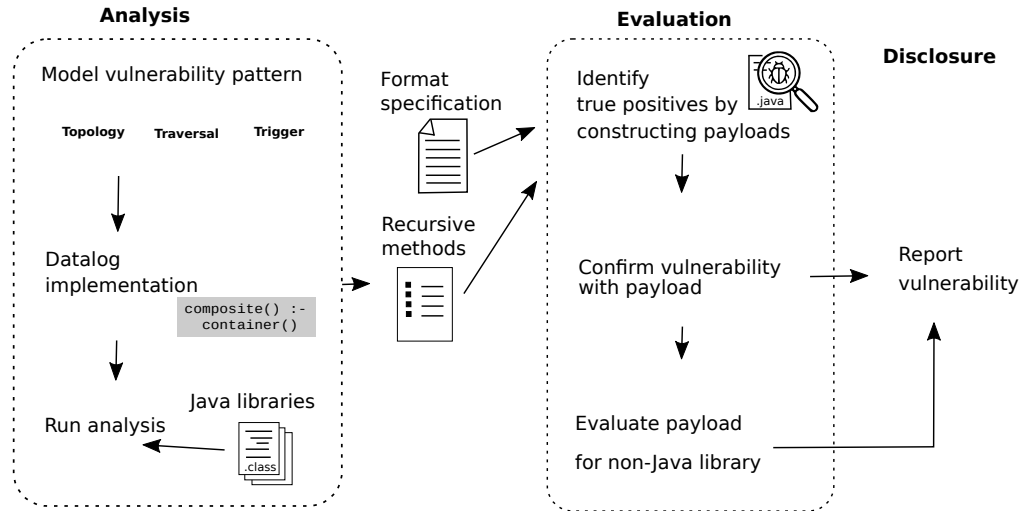 Analysis
Model vulnerability pattern
Topology
Traversal
Trigger
Datalog
implementation
composite() :-
container()
Run analysis
Java libraries
.class
Format
specification
Recursive
methods
Evaluation
Identify
true positives by
constructing payloads
.java
Confirm vulnerability
with payload
Evaluate payload
for non-Java library
Disclosure
Report
vulnerability